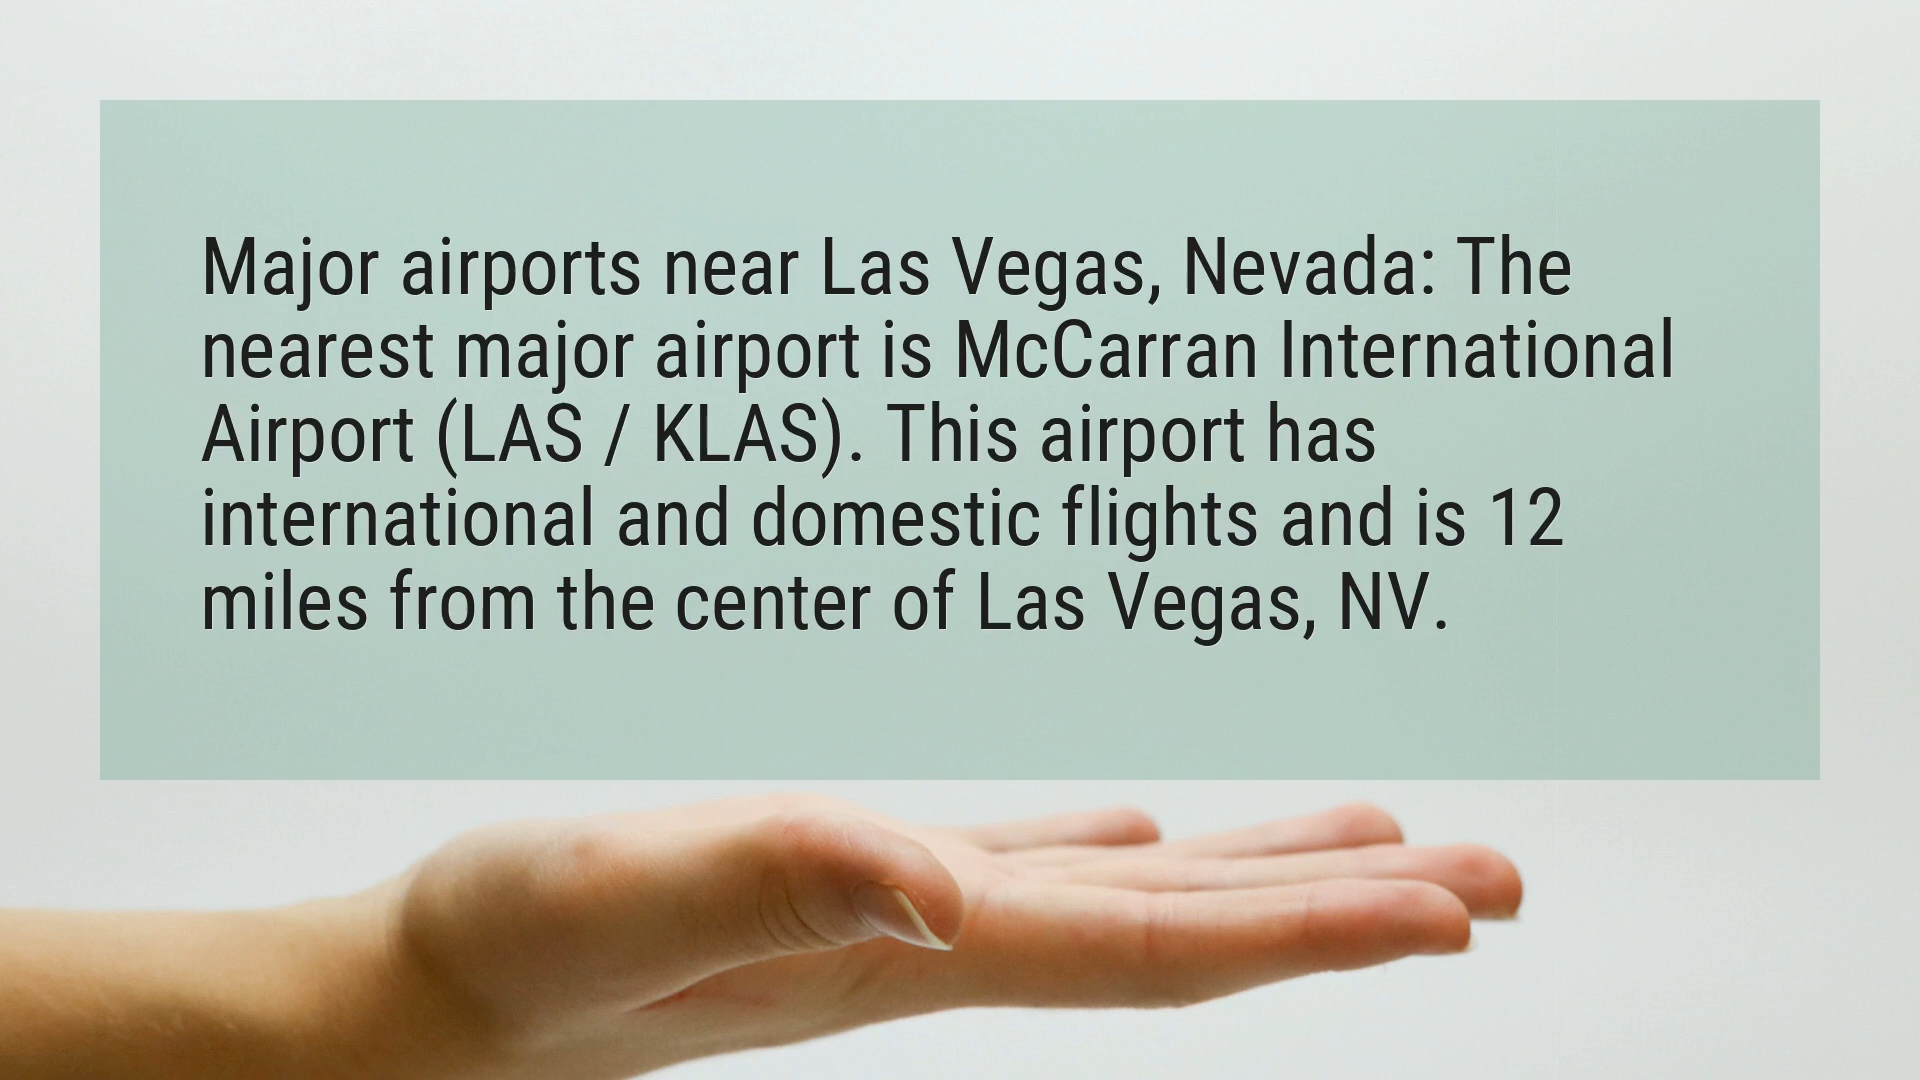 Major airports near Las Vegas, Nevada: The
nearest major airport is McCarran International
Airport (LAS / KLAS). This airport has
international and domestic flights and is 12
miles from the center of Las Vegas, NV.